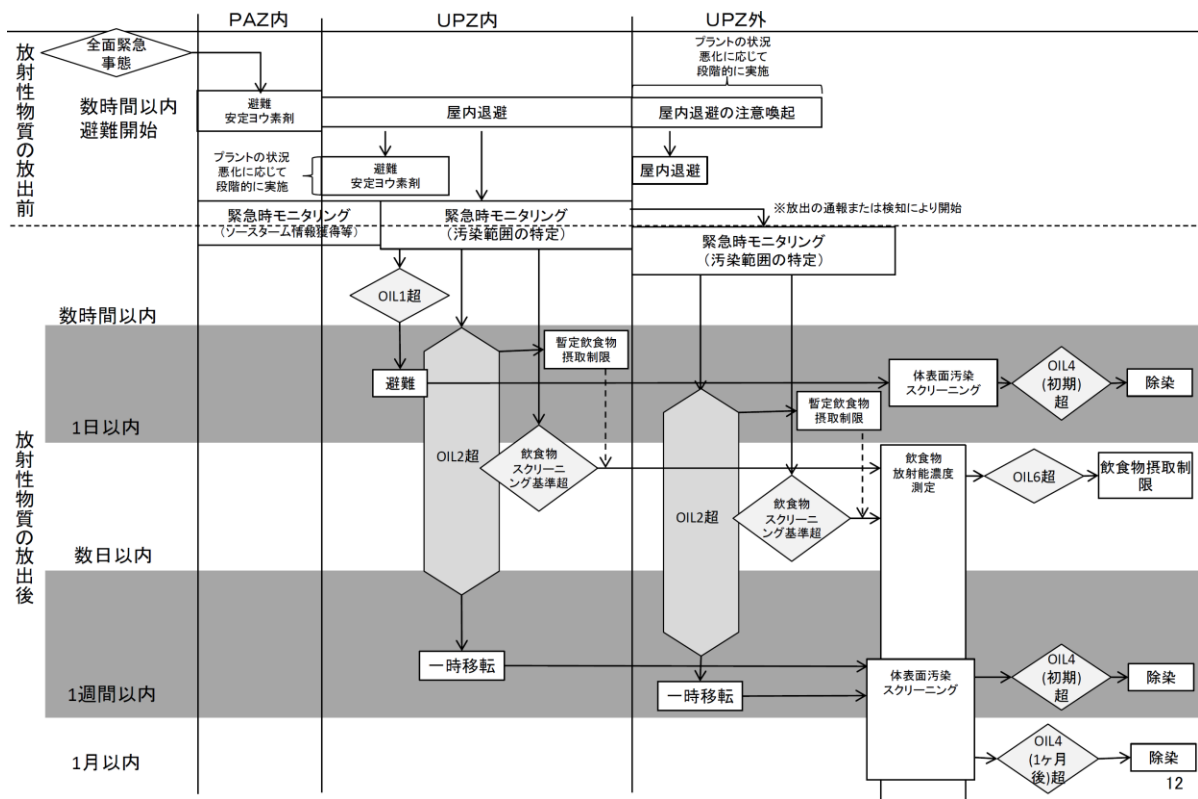 PAZ内
UPZ内
UPZ外
放射性物質の放出前
全面緊急
事態
プラントの状況
悪化に応じて
段階的に実施
数時間以内
避難開始
避難
安定ヨウ素剤
屋内退避
屋内退避の注意喚起
プラントの状況
悪化に応じて
段階的に実施
避難
安定ヨウ素剤
屋内退避
緊急時モニタリング
(ソースターム情報獲得等)
緊急時モニタリング
(汚染範囲の特定)
※放出の通報または検知により開始
緊急時モニタリング
(汚染範囲の特定)
放射性物質の放出後
OIL1超
数時間以内
暫定飲食物
摂取制限
避難
体表面汚染
スクリーニング
OIL4
(初期)
超
除染
暫定飲食物
摂取制限
1日以内
OIL2超
飲食物
スクリーニ
ング基準超
飲食物
放射能濃度
測定
OIL6超
飲食物摂取制
限
OIL2超
飲食物
スクリーニ
ング基準超
数日以内
一時移転
体表面汚染
スクリーニング
OIL4
(初期)
超
除染
1週間以内
一時移転
1月以内
OIL4
(1ヶ月
後)超
除染
12